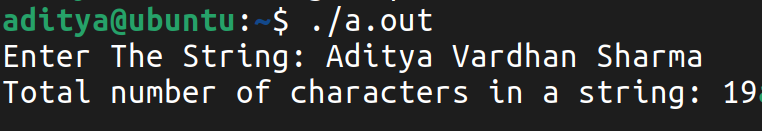 aditya@ubuntu:~$ ./a.out
Enter The String: Aditya Vardhan Sharma
Total number of characters in a string: 19